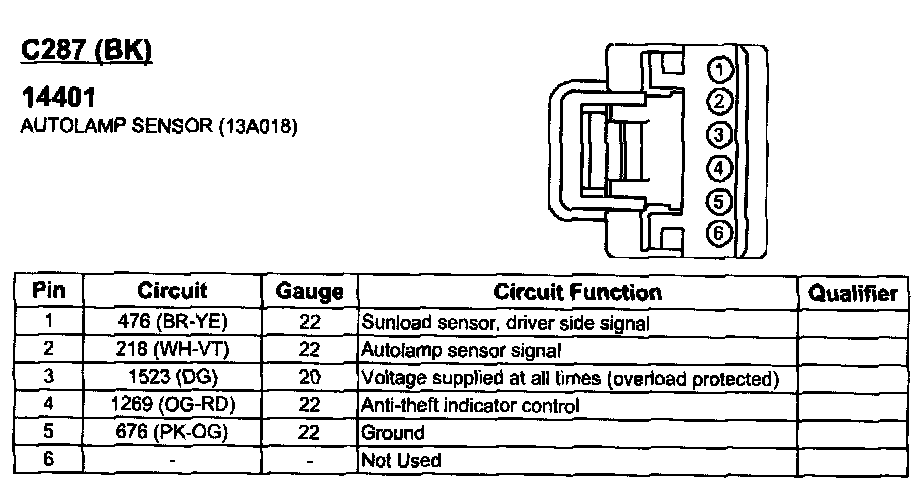 C287 (BK)
14401
AUTOLAMP SENSOR (13A018)
1
2
3
4
5
6
Pin Circuit Gauge Circuit Function Qualifier
1 476 (BR-YE) 22 Sunload sensor, driver side signal
2 218 (WH-VT) 22 Autolamp sensor signal
3 1523 (DG) 20 Voltage supplied at all times (overload protected)
4 1269 (OG-RD) 22 Anti-theft indicator control
5 676 (PK-OG) 22 Ground
6 - - Not Used